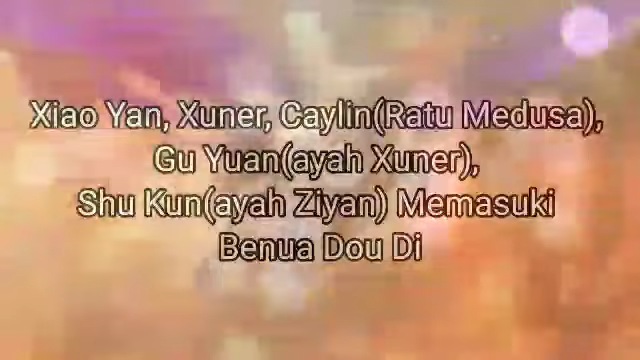 Xiao Yan, Xuner, Caylin(Ratu Medusa),
Gu Yuan(ayah Xuner),
Shu Kun(ayah Ziyan) Memasuki
Benua Dou Di